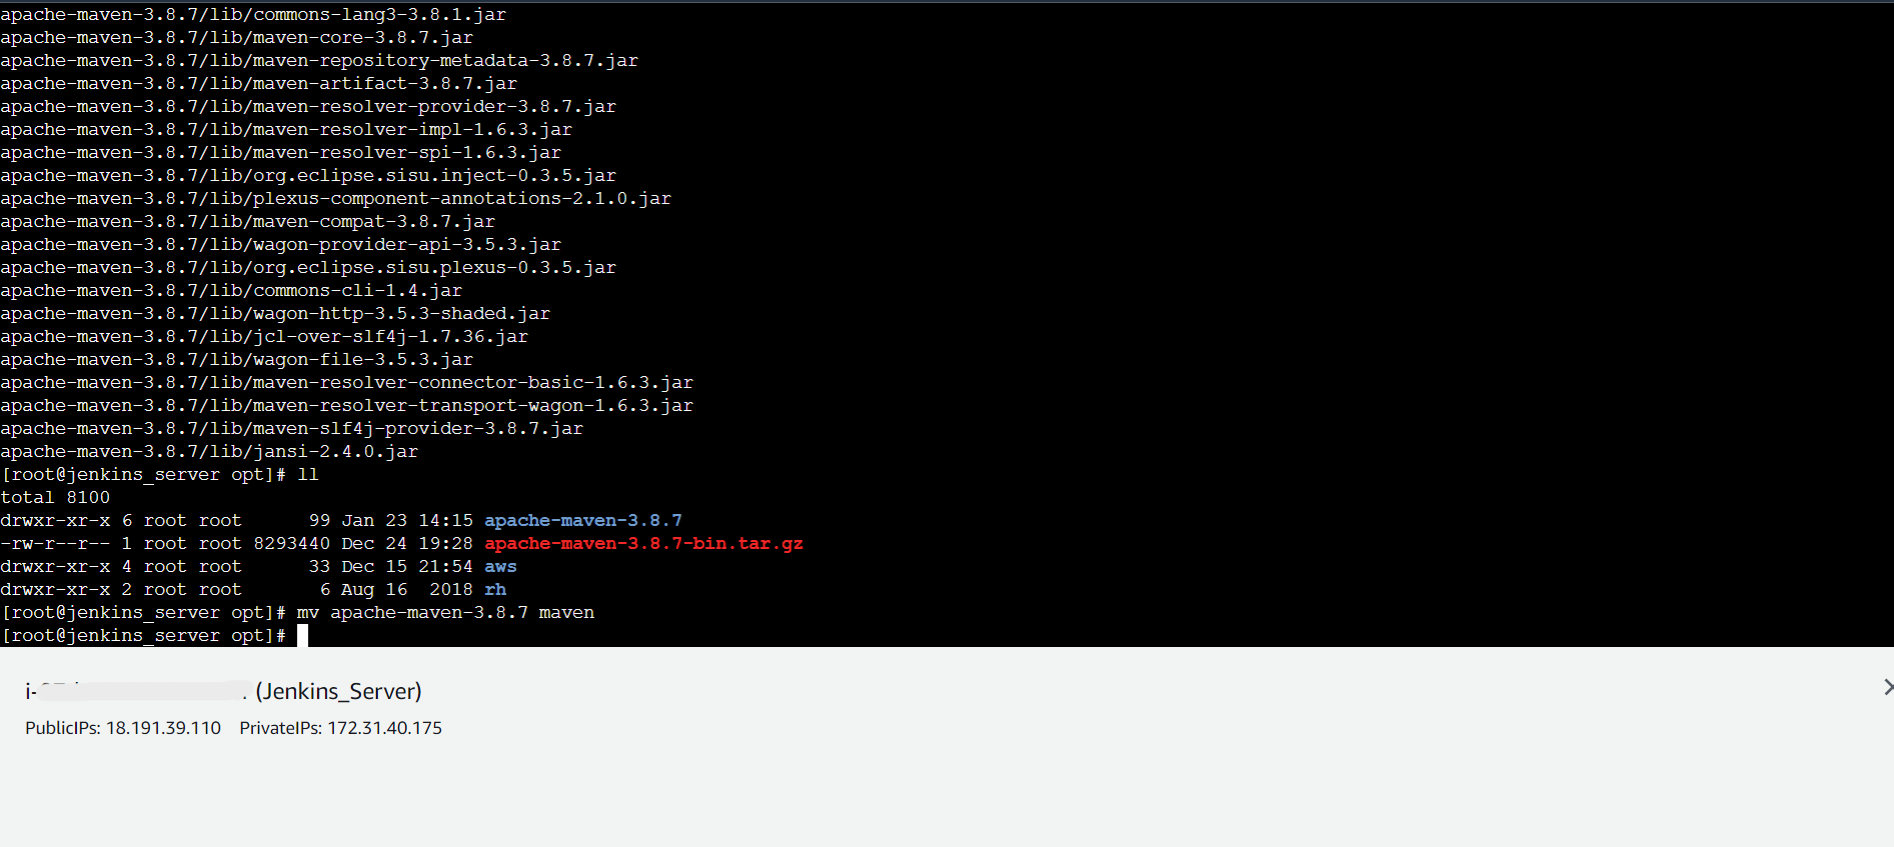 apache-maven-3.8.7/lib/commons-lang3-3.8.1.jar
apache-maven-3.8.7/lib/maven-core-3.8.7.jar
apache-maven-3.8.7/lib/maven-repository-metadata-3.8.7.jar
apache-maven-3.8.7/lib/maven-artifact-3.8.7.jar
apache-maven-3.8.7/lib/maven-resolver-provider-3.8.7.jar
apache-maven-3.8.7/lib/maven-resolver-impl-1.6.3.jar
apache-maven-3.8.7/lib/maven-resolver-spi-1.6.3.jar
apache-maven-3.8.7/lib/org.eclipse.sisu.inject-0.3.5.jar
apache-maven-3.8.7/lib/plexus-component-annotations-2.1.0.jar
apache-maven-3.8.7/lib/maven-compat-3.8.7.jar
apache-maven-3.8.7/lib/wagon-provider-api-3.5.3.jar
apache-maven-3.8.7/lib/org.eclipse.sisu.plexus-0.3.5.jar
apache-maven-3.8.7/lib/commons-cli-1.4.jar
apache-maven-3.8.7/lib/wagon-http-3.5.3-shaded.jar
apache-maven-3.8.7/lib/jcl-over-slf4j-1.7.36.jar
apache-maven-3.8.7/lib/wagon-file-3.5.3.jar
apache-maven-3.8.7/lib/maven-resolver-connector-basic-1.6.3.jar
apache-maven-3.8.7/lib/maven-resolver-transport-wagon-1.6.3.jar
apache-maven-3.8.7/lib/maven-slf4j-provider-3.8.7.jar
apache-maven-3.8.7/lib/jansi-2.4.0.jar
[root@jenkins_server opt]# ll
total 8100
drwxr-xr-x 6 root root      99 Jan 23 14:15 apache-maven-3.8.7
-rw-r--r-- 1 root root 8293440 Dec 24 19:28 apache-maven-3.8.7-bin.tar.gz
drwxr-xr-x 4 root root      33 Dec 15 21:54 aws
drwxr-xr-x 2 root root       6 Aug 16  2018 rh
[root@jenkins_server opt]# mv apache-maven-3.8.7 maven
[root@jenkins_server opt]#
i- (Jenkins_Server)
PublicIPs: 18.191.39.110 PrivateIPs: 172.31.40.175